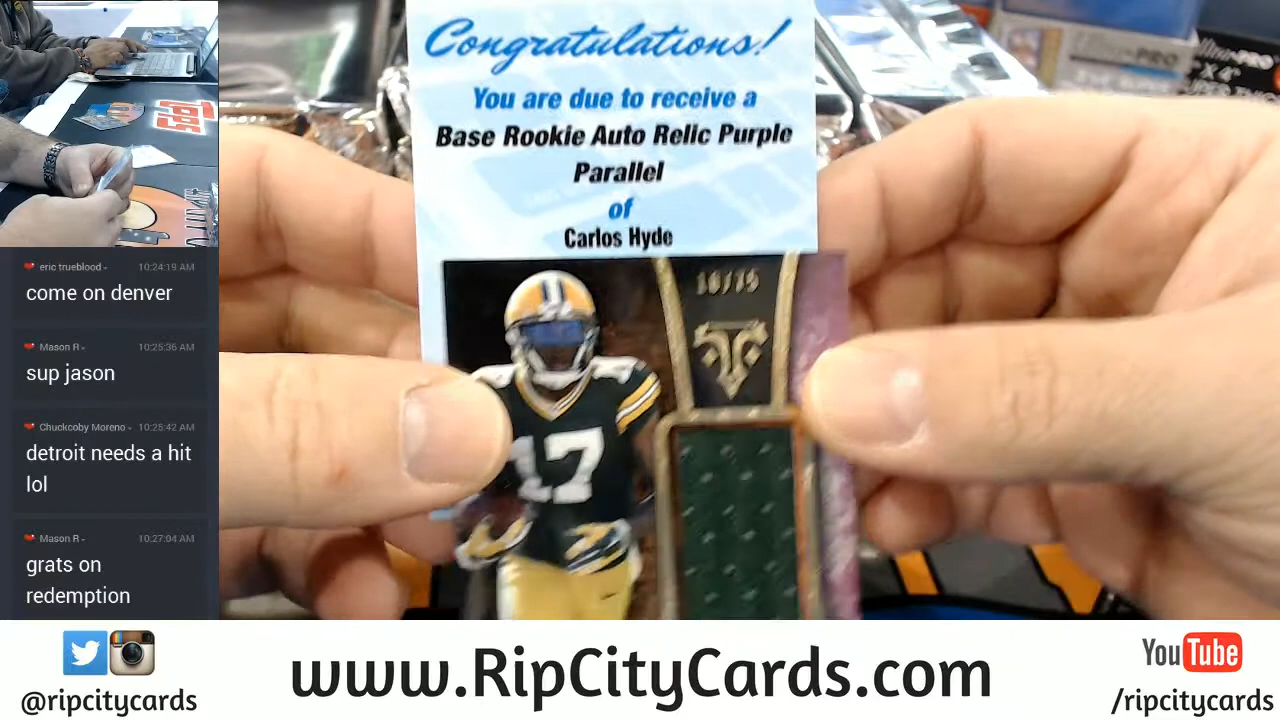 Congratulations!
You are due to receive a
Base Rookie Auto Relic Purple
Parallel
of
Carlos Hyde
17
eric trueblood
10:24:19 AM
come on denver
Mason R
10:25:36 AM
sup jason
Chuckcoby Moreno
10:25:42 AM
detroit needs a hit
lol
Mason R
10:27:04 AM
grats on
redemption
PRO
X 4"
@ripcitycards
www.RipCityCards.com
YouTube
/ripcitycards